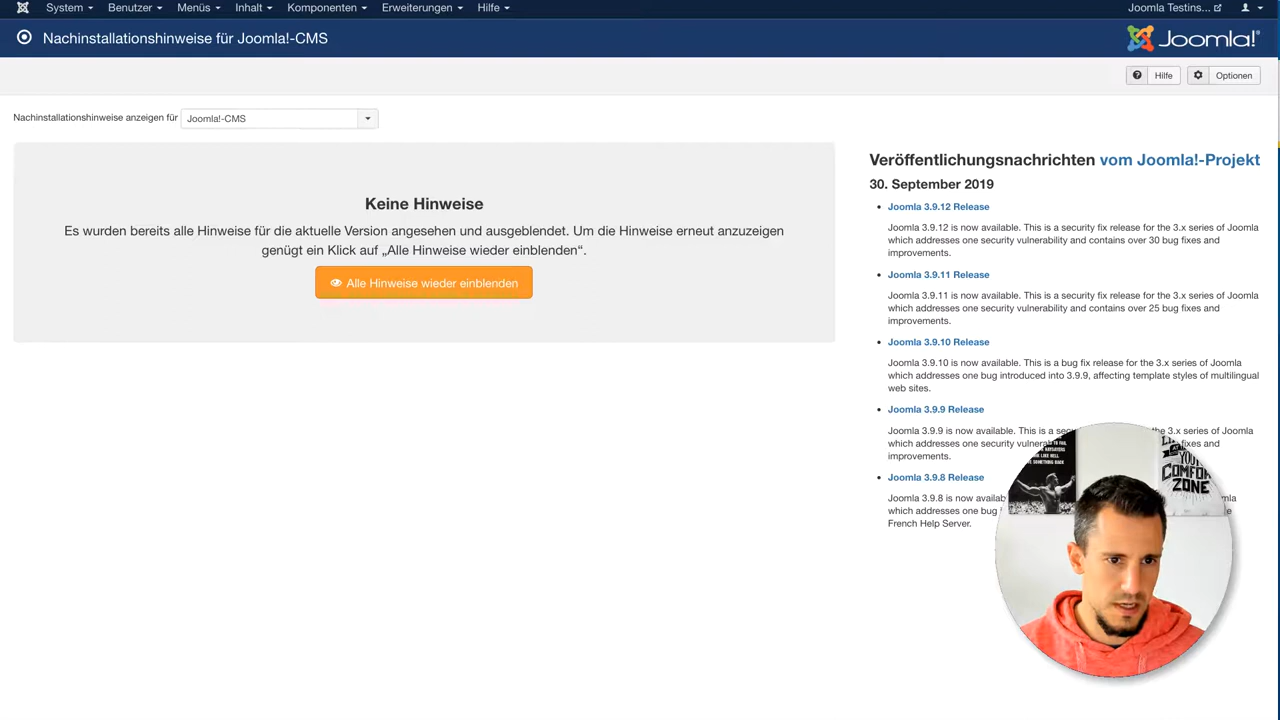 System Benutzer Menüs Inhalt Komponenten Erweiterungen Hilfe Joomla Testins...
Nachinstallationshinweise für Joomla!-CMS
Joomla!
Hilfe Optionen
Nachinstallationshinweise anzeigen für Joomla!-CMS
Keine Hinweise
Es wurden bereits alle Hinweise für die aktuelle Version angesehen und ausgeblendet. Um die Hinweise erneut anzuzeigen
genügt ein Klick auf „Alle Hinweise wieder einblenden“.
Alle Hinweise wieder einblenden
Veröffentlichungsnachrichten vom Joomla!-Projekt
30. September 2019
Joomla 3.9.12 Release
Joomla 3.9.12 is now available. This is a security fix release for the 3.x series of Joomla
which addresses one security vulnerability and contains over 30 bug fixes and
improvements.
Joomla 3.9.11 Release
Joomla 3.9.11 is now available. This is a security fix release for the 3.x series of Joomla
which addresses one security vulnerability and contains over 25 bug fixes and
improvements.
Joomla 3.9.10 Release
Joomla 3.9.10 is now available. This is a bug fix release for the 3.x series of Joomla
which addresses one bug introduced into 3.9.9, affecting template styles of multilingual
web sites.
Joomla 3.9.9 Release
Joomla 3.9.9 is now available. This is a the 3.x series of Joomla
which addresses one security fixes and
improvements.
Joomla 3.9.8 Release
Joomla 3.9.8 is now
which addresses one bug
French Help Server.
YOUR
COMFORT
ZONE